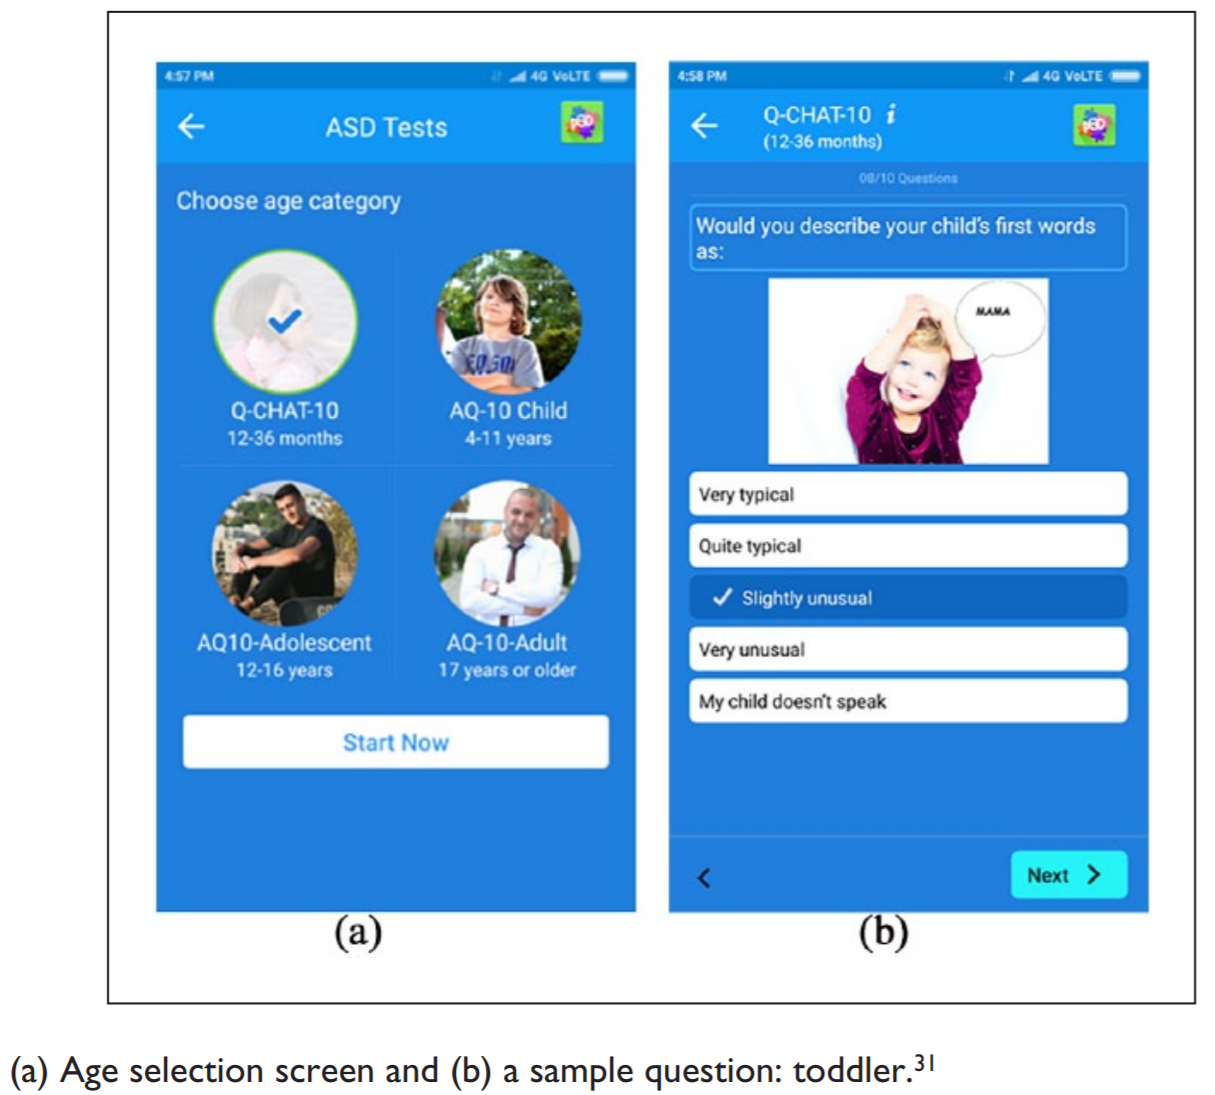 4:57 PM
4G VoLTE
ASD Tests
ASD
Choose age category
Q-CHAT-10
12-36 months
AQ-10 Child
4-11 years
AQ10-Adolescent
12-16 years
AQ-10-Adult
17 years or older
Start Now
(a)
4:58 PM
4G VoLTE
Q-CHAT-10 i
(12-36 months)
ASD
08/10 Questions
Would you describe your child's first words
as:
MAMA
Very typical
Quite typical
Slightly unusual
Very unusual
My child doesn't speak
Next
(b)
(a) Age selection screen and (b) a sample question: toddler.31